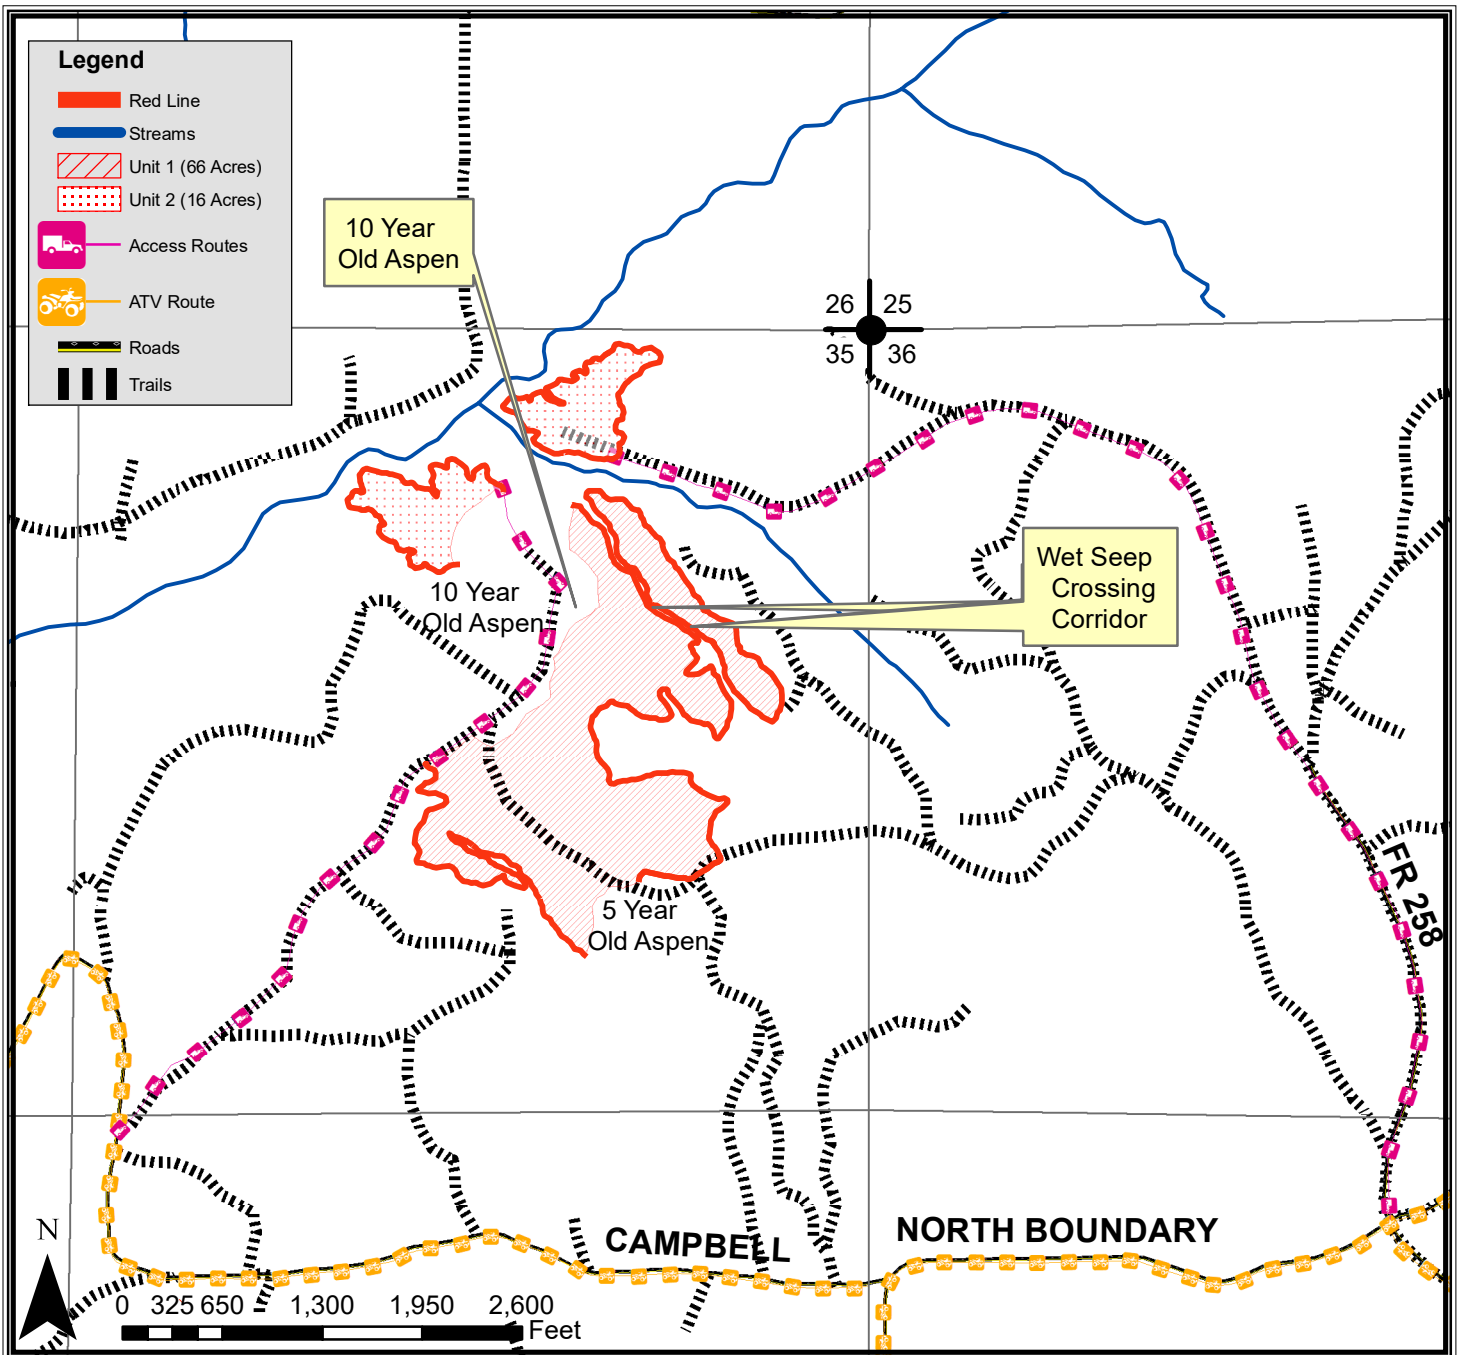 Legend
Red Line
Streams
Unit 1 (66 Acres)
Unit 2 (16 Acres)
Access Routes
ATV Route
Roads
Trails
10 Year
Old Aspen
26 25
35 36
Wet Seep
Crossing
Corridor
10 Year
Old Aspen
5 Year
Old Aspen
FR 258
CAMPBELL
NORTH BOUNDARY
N
0 325 650 1,300 1,950 2,600
Feet